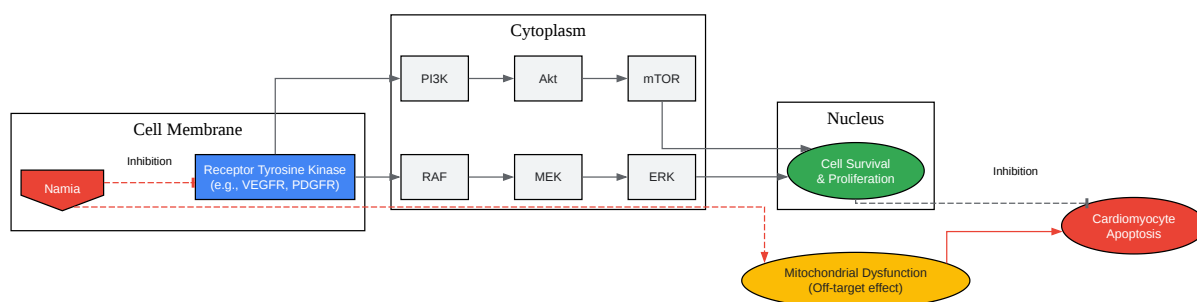 Cytoplasm
PI3K
Akt
mTOR
Cell Membrane
Nucleus
Inhibition
Namia
Receptor Tyrosine Kinase
(e.g., VEGFR, PDGFR)
RAF
MEK
ERK
Cell Survival
& Proliferation
Inhibition
Cardiomyocyte
Apoptosis
Mitochondrial Dysfunction
(Off-target effect)